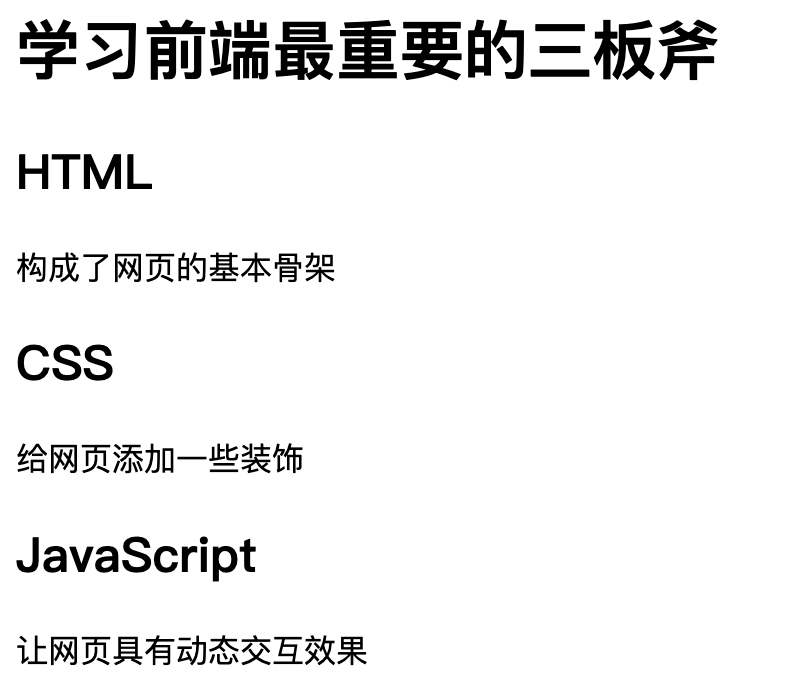 学习前端最重要的三板斧
HTML
构成了网页的基本骨架
CSS
给网页添加一些装饰
JavaScript
让网页具有动态交互效果